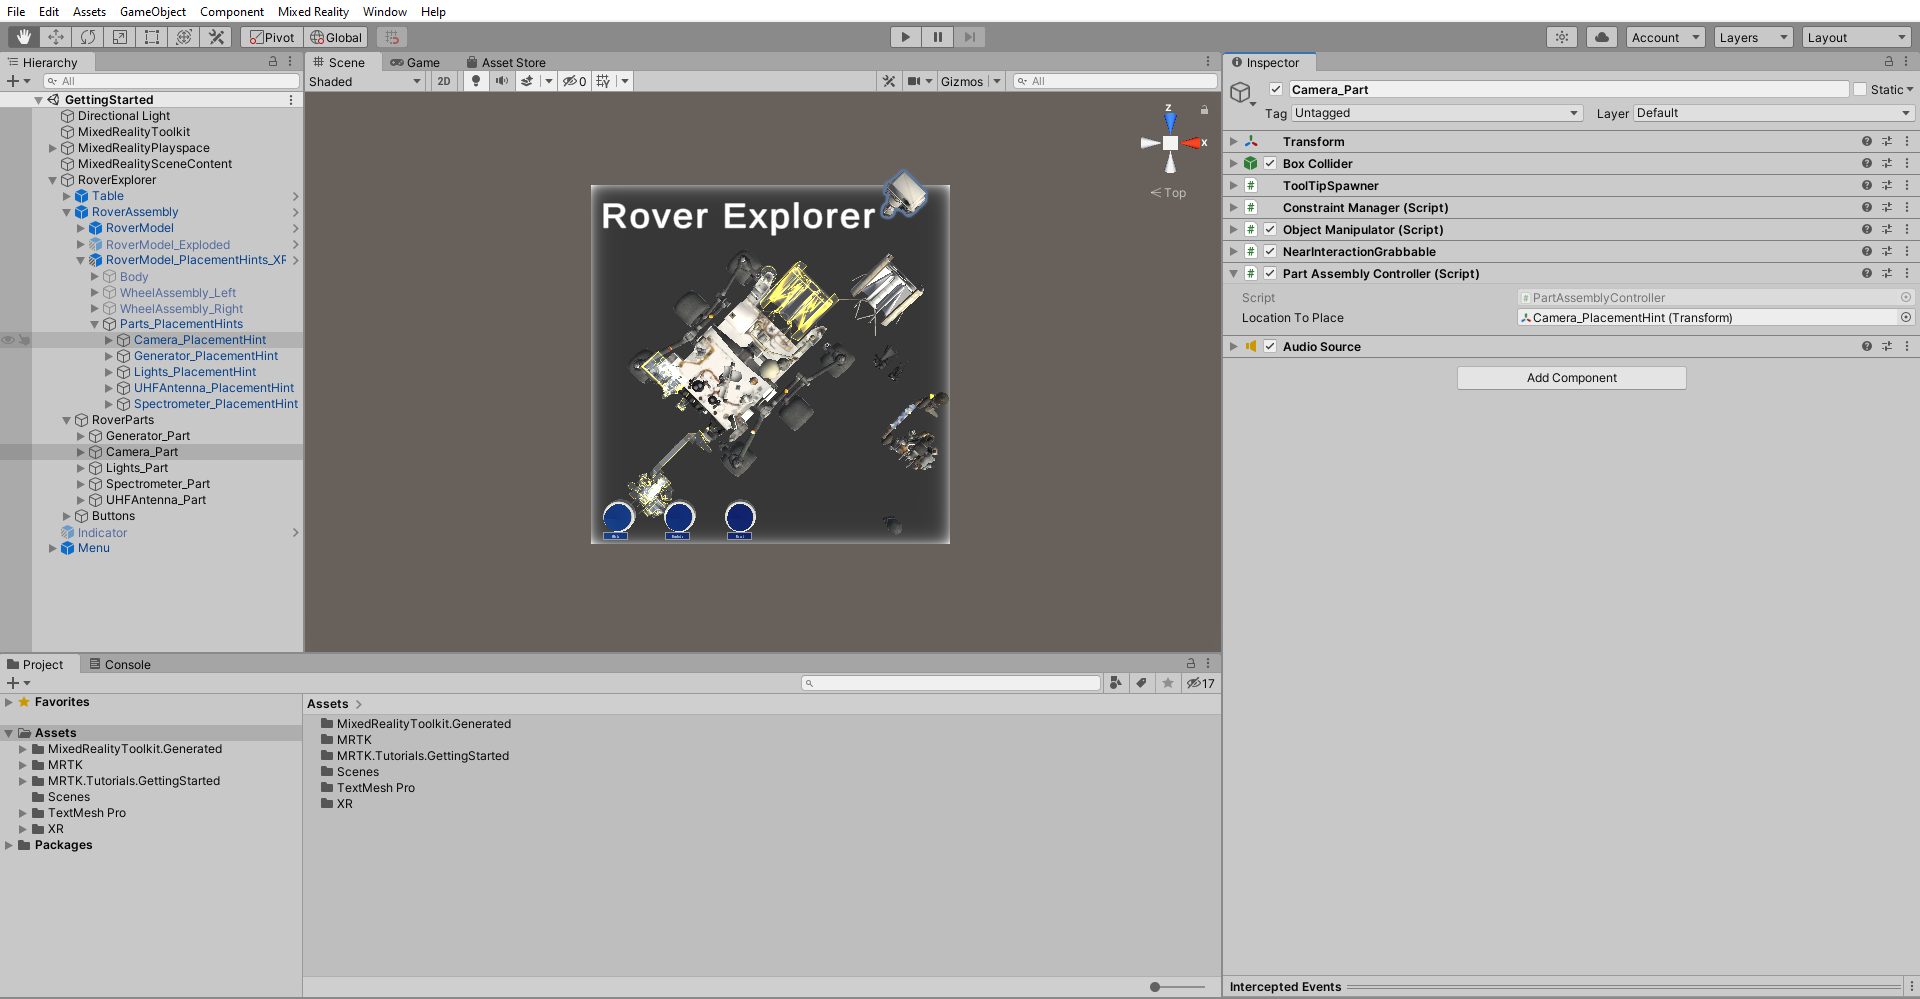 File Edit Assets GameObject Component Mixed Reality Window Help
Pivot Global Account Layers Layout
Hierarchy
All
GettingStarted
Directional Light
MixedRealityToolkit
MixedRealityPlayspace
MixedRealitySceneContent
RoverExplorer
Table
RoverAssembly
RoverModel
RoverModel_Exploded
RoverModel_PlacementHints_XR
Body
WheelAssembly_Left
WheelAssembly_Right
Parts_PlacementHints
Camera_PlacementHint
Generator_PlacementHint
Lights_PlacementHint
UHFAntenna_PlacementHint
Spectrometer_PlacementHint
RoverParts
Generator_Part
Camera_Part
Lights_Part
Spectrometer_Part
UHFAntenna_Part
Buttons
Indicator
Menu
Scene Game Asset Store
Shaded 2D 0 Gizmos All
z
x
Top
Rover Explorer
Inspector
Camera_Part Static
Tag Untagged Layer Default
Transform
Box Collider
# ToolTipSpawner
# Constraint Manager (Script)
# Object Manipulator (Script)
# NearInteractionGrabbable
# Part Assembly Controller (Script)
Script # PartAssemblyController
Location To Place Camera_PlacementHint (Transform)
Audio Source
Add Component
Intercepted Events
Project Console
17
Favorites
Assets
MixedRealityToolkit.Generated
MRTK
MRTK.Tutorials.GettingStarted
Scenes
TextMesh Pro
XR
Packages
Assets
MixedRealityToolkit.Generated
MRTK
MRTK.Tutorials.GettingStarted
Scenes
TextMesh Pro
XR